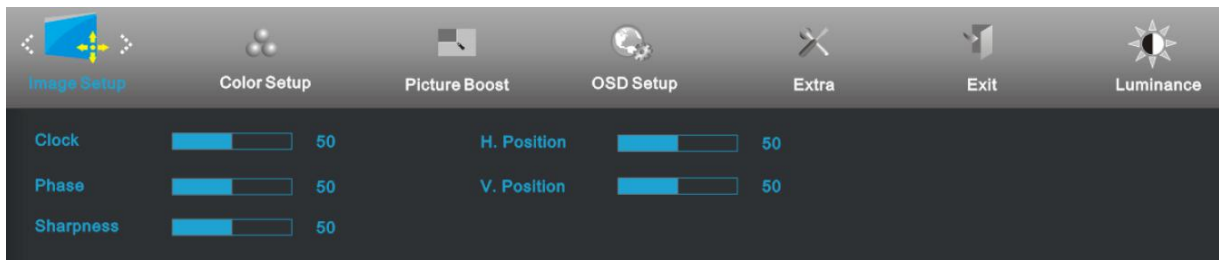 Image Setup
Color Setup
Picture Boost
OSD Setup
Extra
Exit
Luminance
Clock 50 H. Position 50
Phase 50 V. Position 50
Sharpness 50